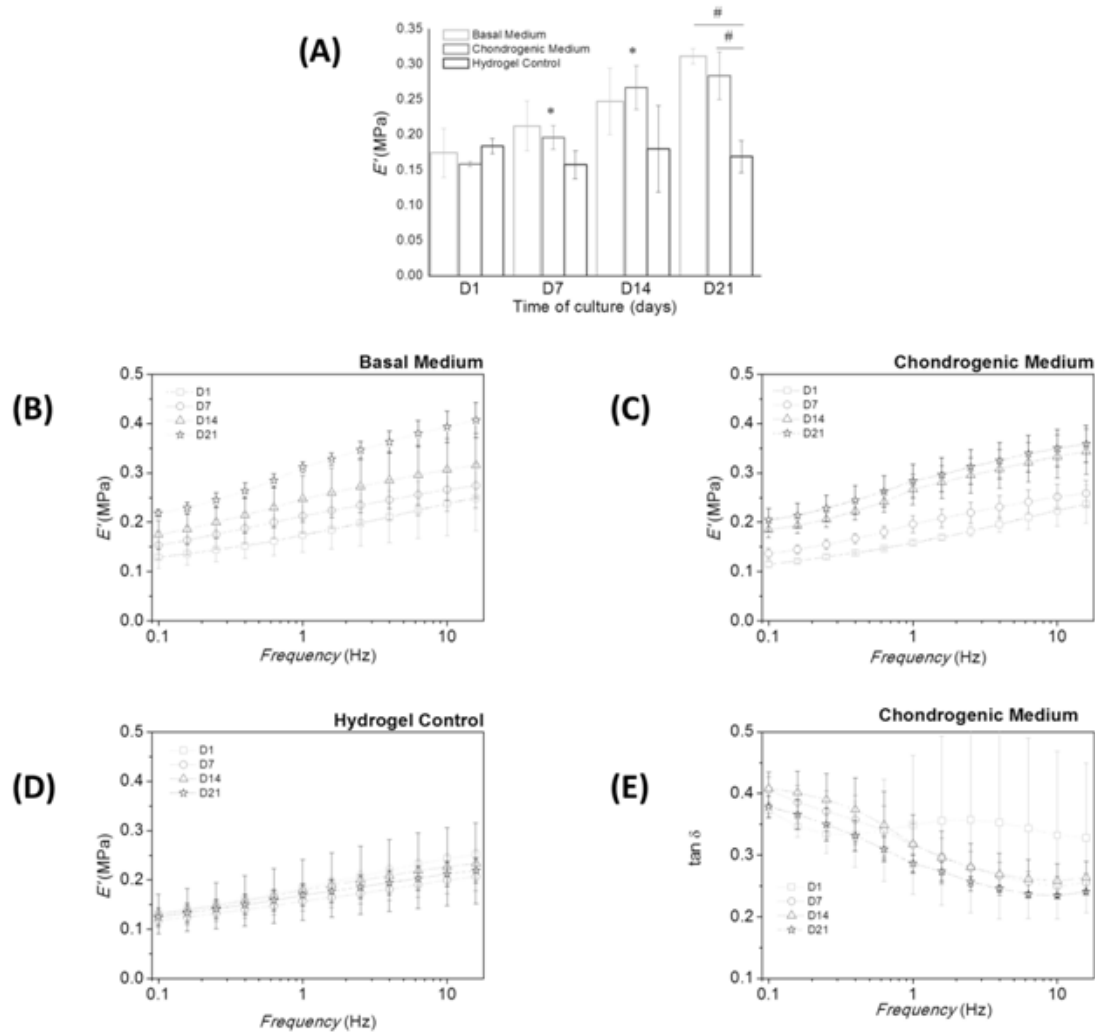 (A)
0.35
0.30
0.25
0.20
0.15
0.10
0.05
0.00
E' (MPa)
Basal Medium
Chondrogenic Medium
Hydrogel Control
*
*
#
#
D1 D7 D14 D21
Time of culture (days)
(B)
Basal Medium
0.5
0.4
0.3
0.2
0.1
0.0
E' (MPa)
D1
D7
D14
D21
0.1 1 10
Frequency (Hz)
(C)
Chondrogenic Medium
0.5
0.4
0.3
0.2
0.1
0.0
E' (MPa)
D1
D7
D14
D21
0.1 1 10
Frequency (Hz)
(D)
Hydrogel Control
0.5
0.4
0.3
0.2
0.1
0.0
E' (MPa)
D1
D7
D14
D21
0.1 1 10
Frequency (Hz)
(E)
Chondrogenic Medium
0.5
0.4
0.3
0.2
0.1
tan δ
D1
D7
D14
D21
0.1 1 10
Frequency (Hz)